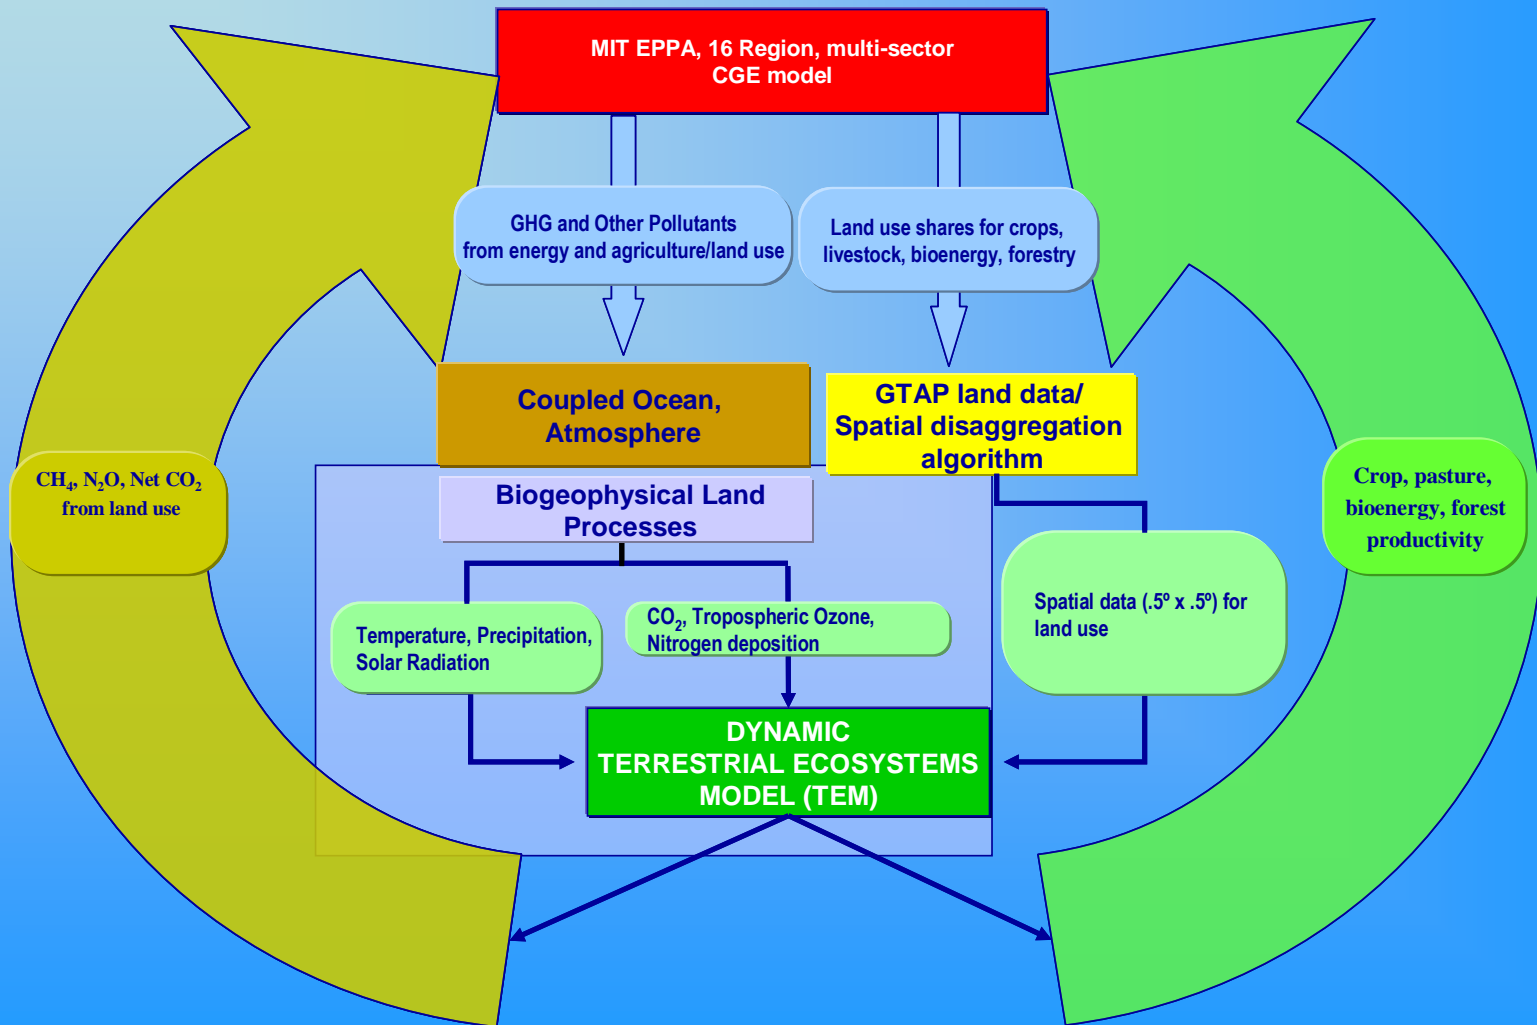 MIT EPPA, 16 Region, multi-sector
CGE model
GHG and Other Pollutants
from energy and agriculture/land use
Land use shares for crops,
livestock, bioenergy, forestry
Coupled Ocean,
Atmosphere
GTAP land data/
Spatial disaggregation
algorithm
CH₄, N₂O, Net CO₂
from land use
Biogeophysical Land
Processes
Crop, pasture,
bioenergy, forest
productivity
Temperature, Precipitation,
Solar Radiation
CO₂, Tropospheric Ozone,
Nitrogen deposition
Spatial data (.5º x .5º) for
land use
DYNAMIC
TERRESTRIAL ECOSYSTEMS
MODEL (TEM)